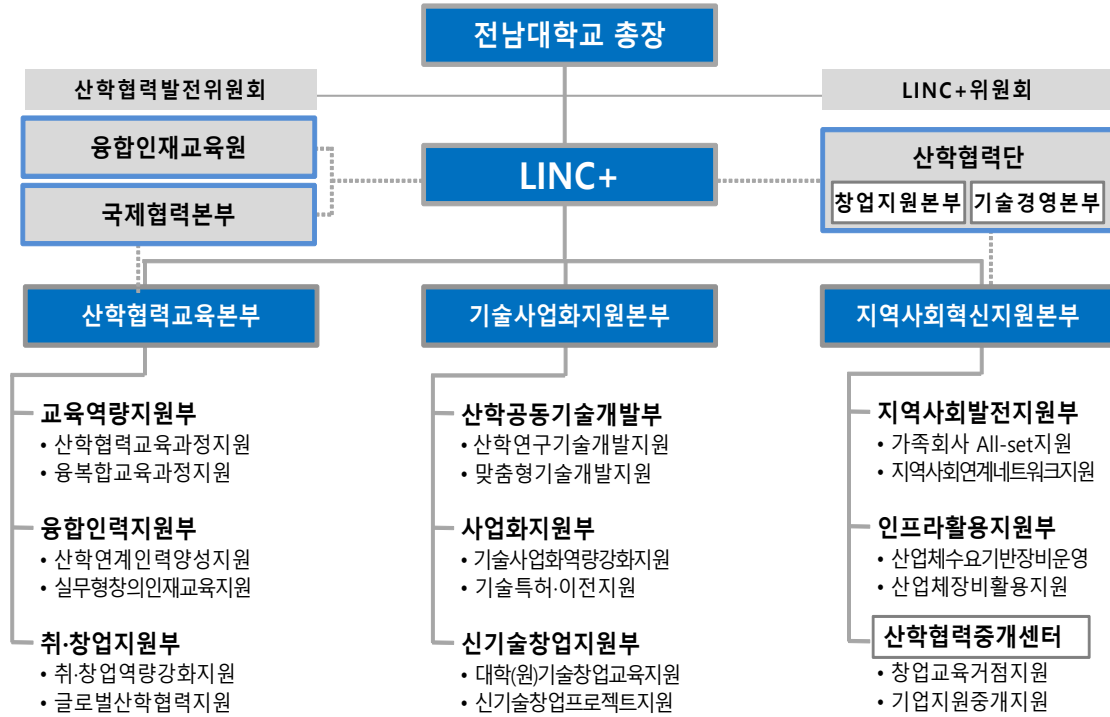 전남대학교 총장
산학협력발전위원회
LINC+위원회
융합인재교육원
국제협력본부
LINC+
산학협력단
창업지원본부
기술경영본부
산학협력교육본부
기술사업화지원본부
지역사회혁신지원본부
교육역량지원부
• 산학협력교육과정지원
• 융복합교육과정지원
융합인력지원부
• 산학연계인력양성지원
• 실무형창의인재교육지원
취·창업지원부
• 취·창업역량강화지원
• 글로벌산학협력지원
산학공동기술개발부
• 산학연구기술개발지원
• 맞춤형기술개발지원
사업화지원부
• 기술사업화역량강화지원
• 기술특허·이전지원
신기술창업지원부
• 대학(원)기술창업교육지원
• 신기술창업프로젝트지원
지역사회발전지원부
• 가족회사 All-set지원
• 지역사회연계네트워크지원
인프라활용지원부
• 산업체수요기반장비운영
• 산업체장비활용지원
산학협력중개센터
• 창업교육거점지원
• 기업지원중개지원